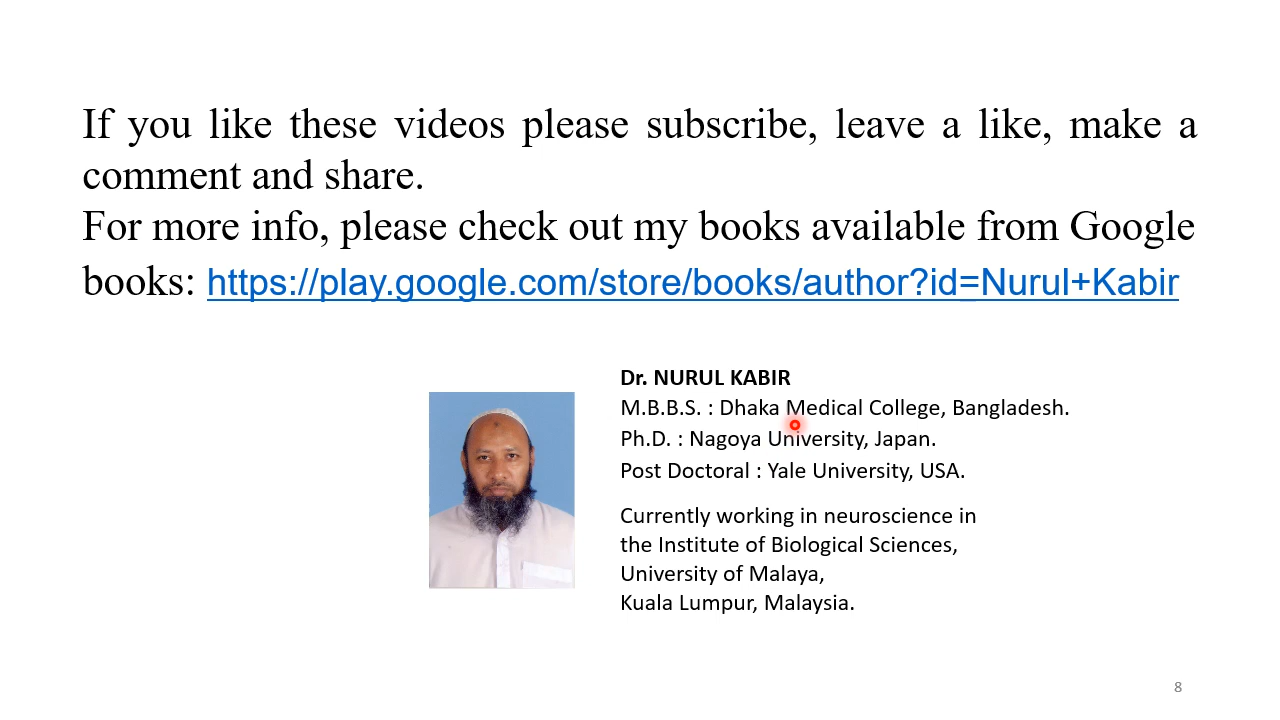 If you like these videos please subscribe, leave a like, make a
comment and share.
For more info, please check out my books available from Google
books: https://play.google.com/store/books/author?id=Nurul+Kabir
Dr. NURUL KABIR
M.B.B.S. : Dhaka Medical College, Bangladesh.
Ph.D. : Nagoya University, Japan.
Post Doctoral : Yale University, USA.
Currently working in neuroscience in
the Institute of Biological Sciences,
University of Malaya,
Kuala Lumpur, Malaysia.
8